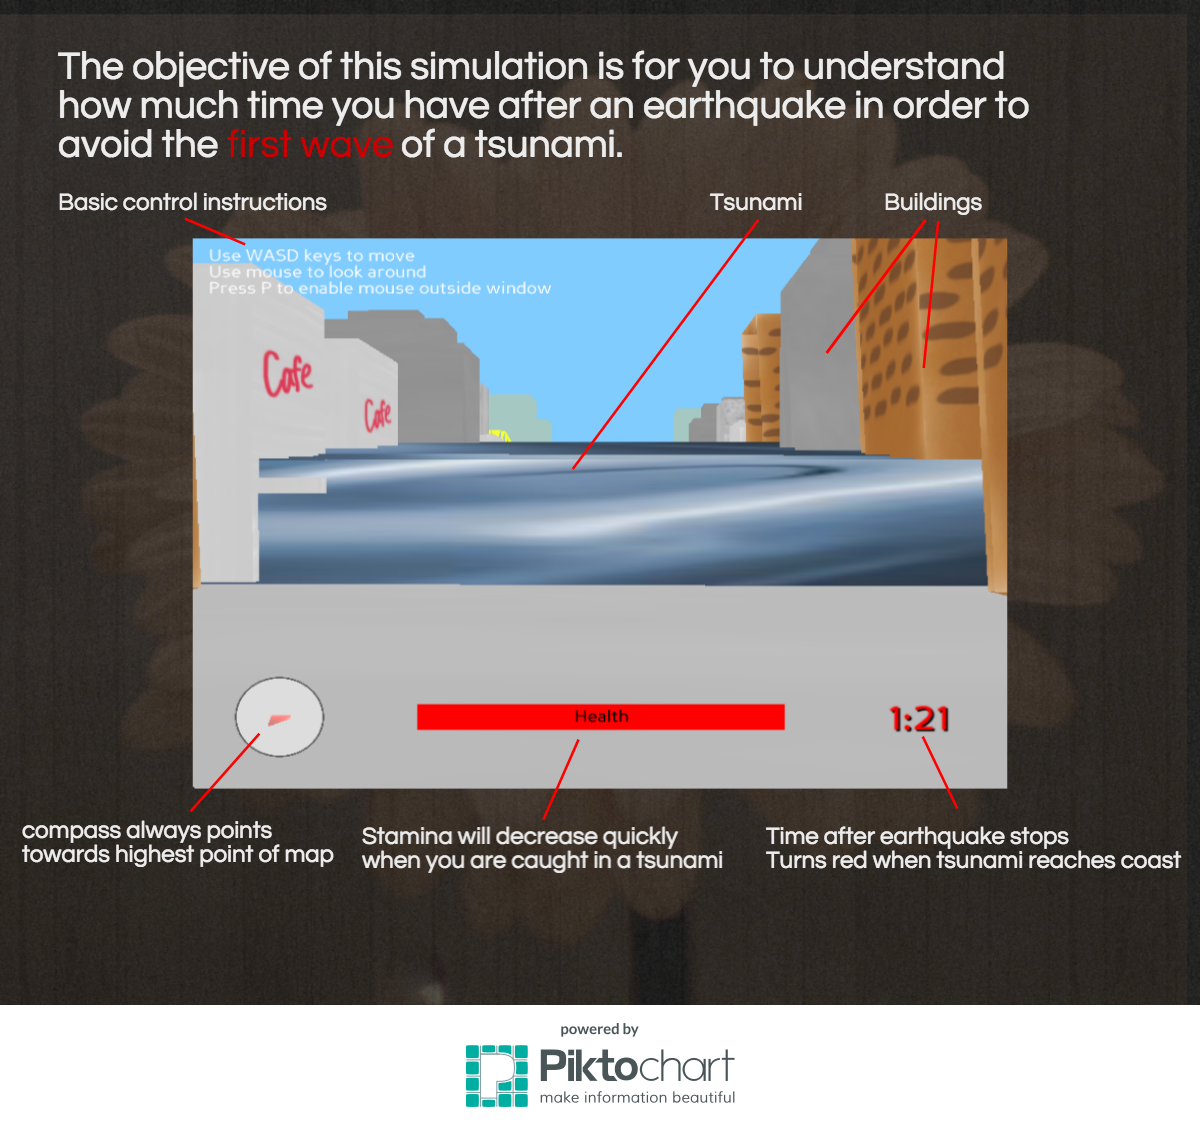 The objective of this simulation is for you to understand
how much time you have after an earthquake in order to
avoid the first wave of a tsunami.
Basic control instructions
Tsunami
Buildings
Use WASD keys to move
Use mouse to look around
Press P to enable mouse outside window
Cafe
Cafe
Health
1:21
compass always points
towards highest point of map
Stamina will decrease quickly
when you are caught in a tsunami
Time after earthquake stops
Turns red when tsunami reaches coast
powered by
Piktochart
make information beautiful